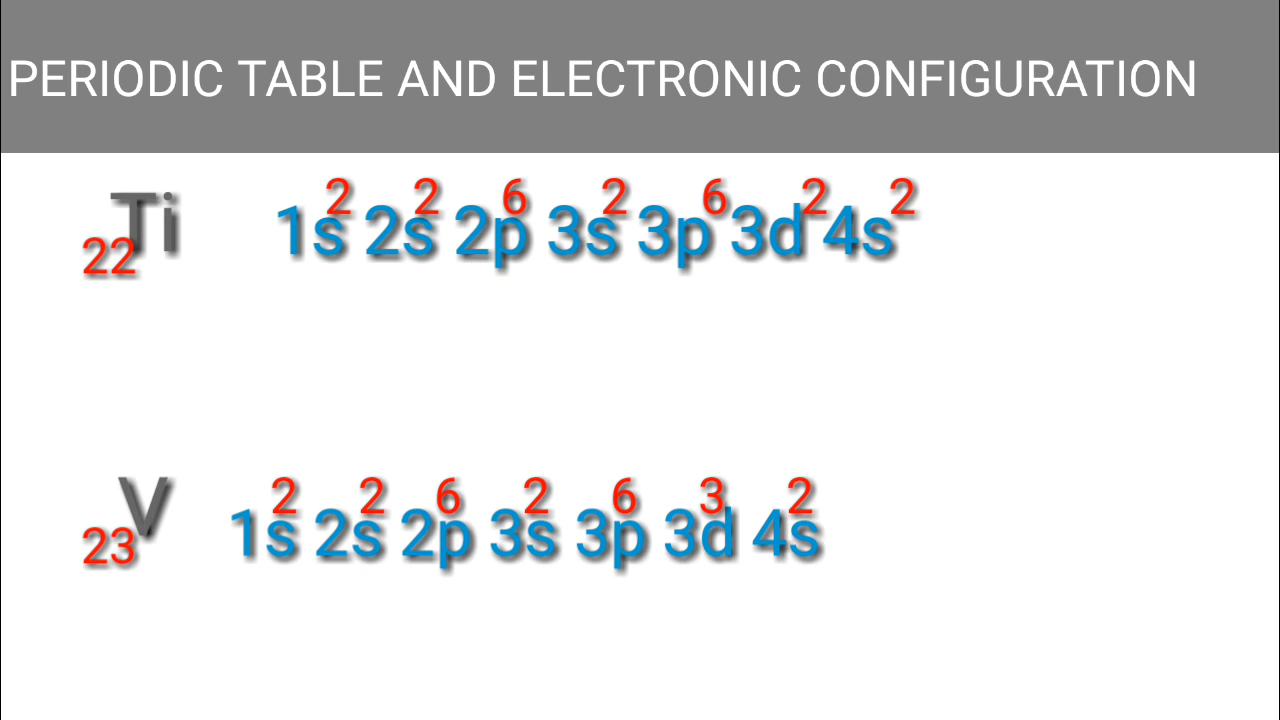 PERIODIC TABLE AND ELECTRONIC CONFIGURATION
₂₂Ti 1s² 2s² 2p⁶ 3s² 3p⁶ 3d² 4s²
₂₃V 1s² 2s² 2p⁶ 3s² 3p⁶ 3d³ 4s²